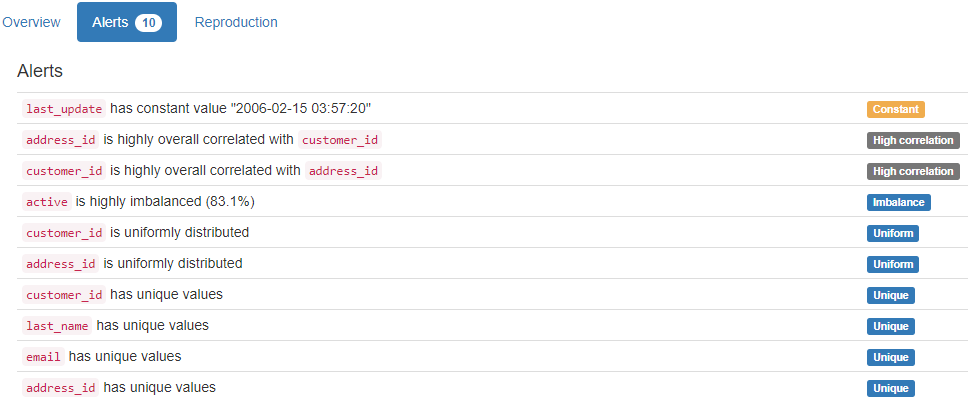 Overview Alerts 10 Reproduction
Alerts
last_update has constant value "2006-02-15 03:57:20" Constant
address_id is highly overall correlated with customer_id High correlation
customer_id is highly overall correlated with address_id High correlation
active is highly imbalanced (83.1%) Imbalance
customer_id is uniformly distributed Uniform
address_id is uniformly distributed Uniform
customer_id has unique values Unique
last_name has unique values Unique
email has unique values Unique
address_id has unique values Unique